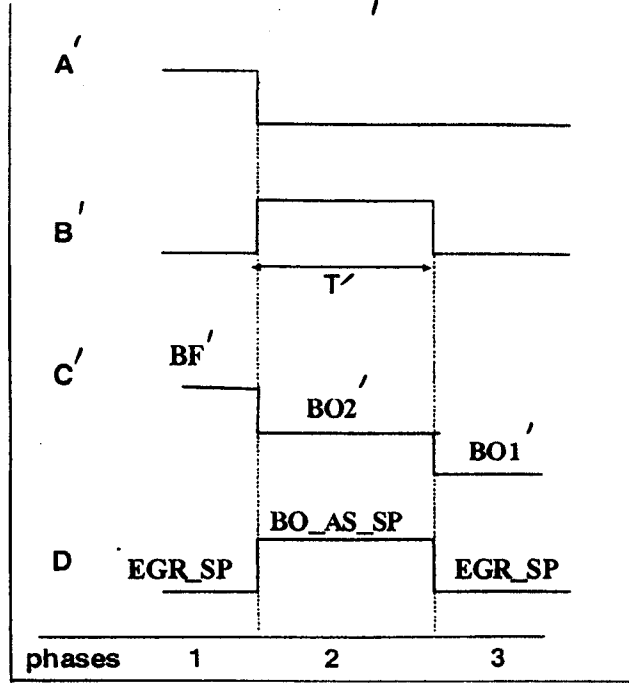 A′
B′
T′
C′
BF′
BO2′
BO1′
D
EGR_SP
BO_AS_SP
EGR_SP
phases 1 2 3